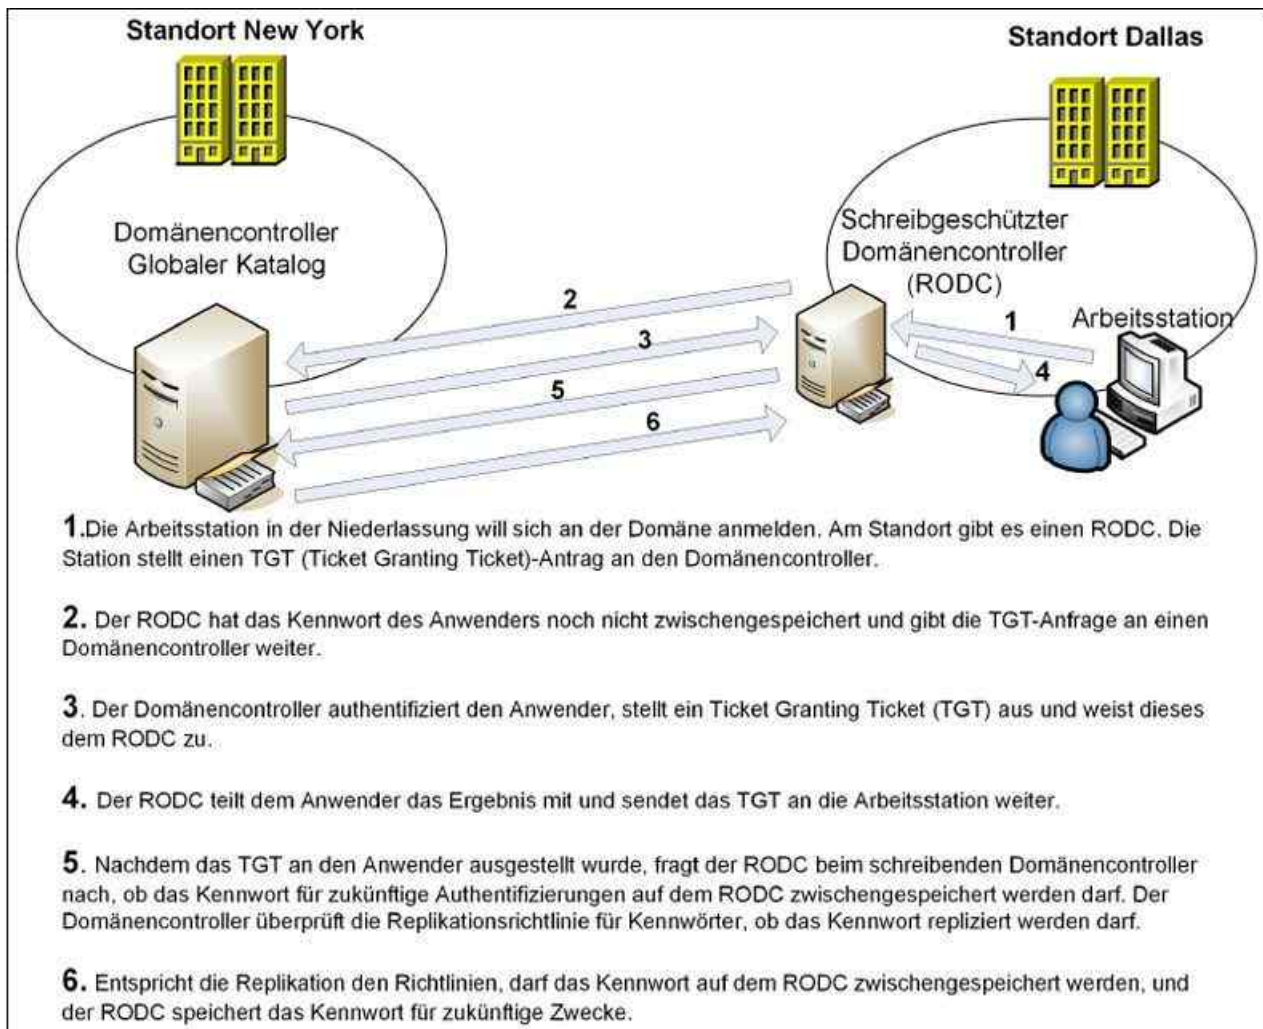 Standort New York
Standort Dallas
Domänencontroller
Globaler Katalog
Schreibgeschützter
Domänencontroller
(RODC)
Arbeitsstation
2
3
5
6
1
4
1.Die Arbeitsstation in der Niederlassung will sich an der Domäne anmelden. Am Standort gibt es einen RODC. Die
Station stellt einen TGT (Ticket Granting Ticket)-Antrag an den Domänencontroller.
2. Der RODC hat das Kennwort des Anwenders noch nicht zwischengespeichert und gibt die TGT-Anfrage an einen
Domänencontroller weiter.
3. Der Domänencontroller authentifiziert den Anwender, stellt ein Ticket Granting Ticket (TGT) aus und weist dieses
dem RODC zu.
4. Der RODC teilt dem Anwender das Ergebnis mit und sendet das TGT an die Arbeitsstation weiter.
5. Nachdem das TGT an den Anwender ausgestellt wurde, fragt der RODC beim schreibenden Domänencontroller
nach, ob das Kennwort für zukünftige Authentifizierungen auf dem RODC zwischengespeichert werden darf. Der
Domänencontroller überprüft die Replikationsrichtlinie für Kennwörter, ob das Kennwort repliziert werden darf.
6. Entspricht die Replikation den Richtlinien, darf das Kennwort auf dem RODC zwischengespeichert werden, und
der RODC speichert das Kennwort für zukünftige Zwecke.